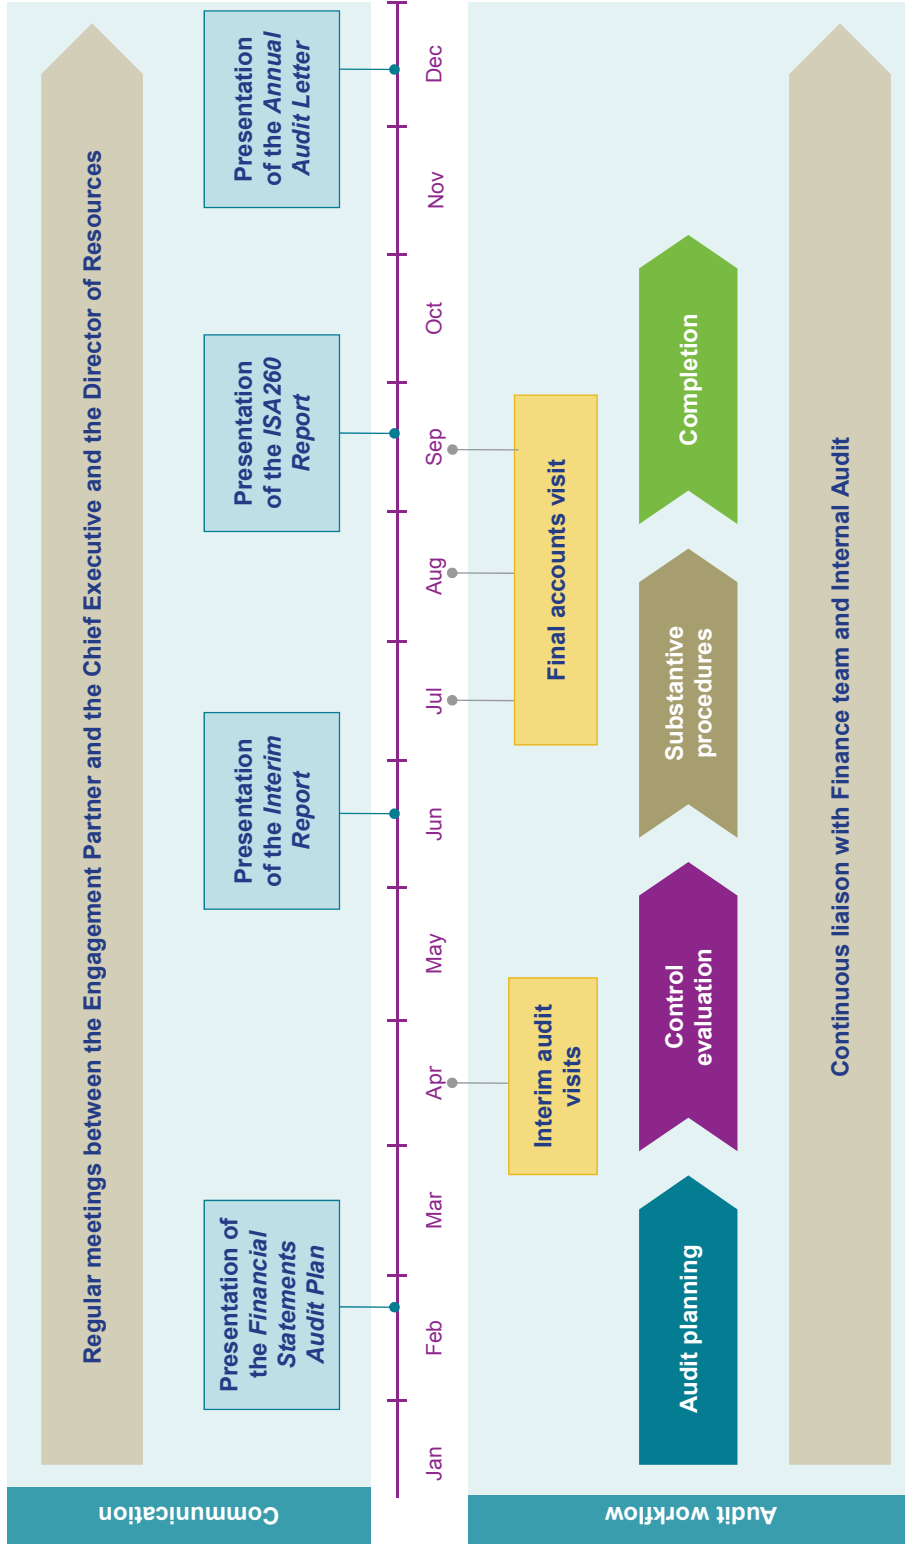 Communication
Regular meetings between the Engagement Partner and the Chief Executive and the Director of Resources
Presentation of
the Financial
Statements
Audit Plan
Presentation
of the Interim
Report
Presentation
of the ISA260
Report
Presentation
of the Annual
Audit Letter
Jan
Feb
Mar
Apr
May
Jun
Jul
Aug
Sep
Oct
Nov
Dec
Audit workflow
Interim audit
visits
Final accounts visit
Audit planning
Control
evaluation
Substantive
procedures
Completion
Continuous liaison with Finance team and Internal Audit